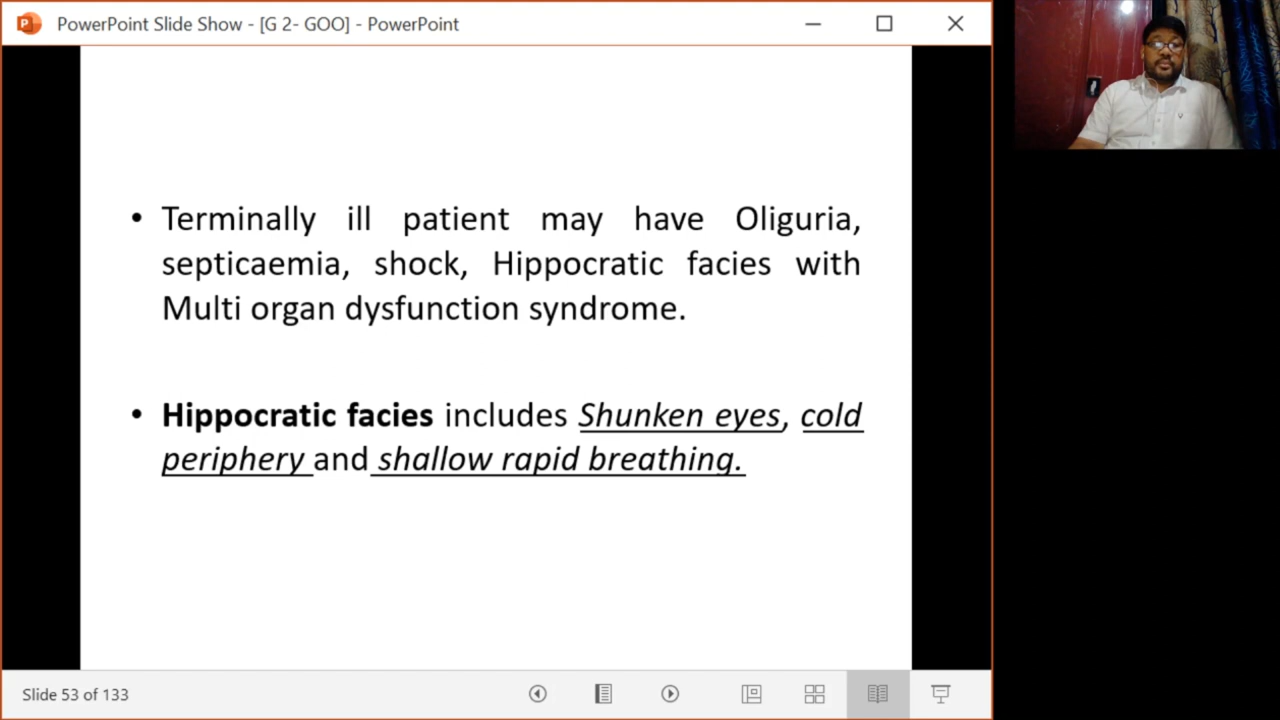 PowerPoint Slide Show - [G 2- GOO] - PowerPoint
• Terminally ill patient may have Oliguria,
septicaemia, shock, Hippocratic facies with
Multi organ dysfunction syndrome.
• Hippocratic facies includes Shunken eyes, cold
periphery and shallow rapid breathing.
Slide 53 of 133